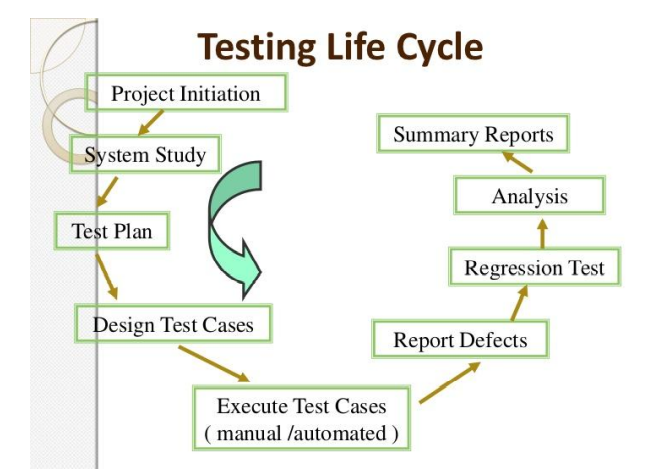 Testing Life Cycle
Project Initiation
System Study
Test Plan
Design Test Cases
Execute Test Cases
( manual /automated )
Report Defects
Regression Test
Analysis
Summary Reports